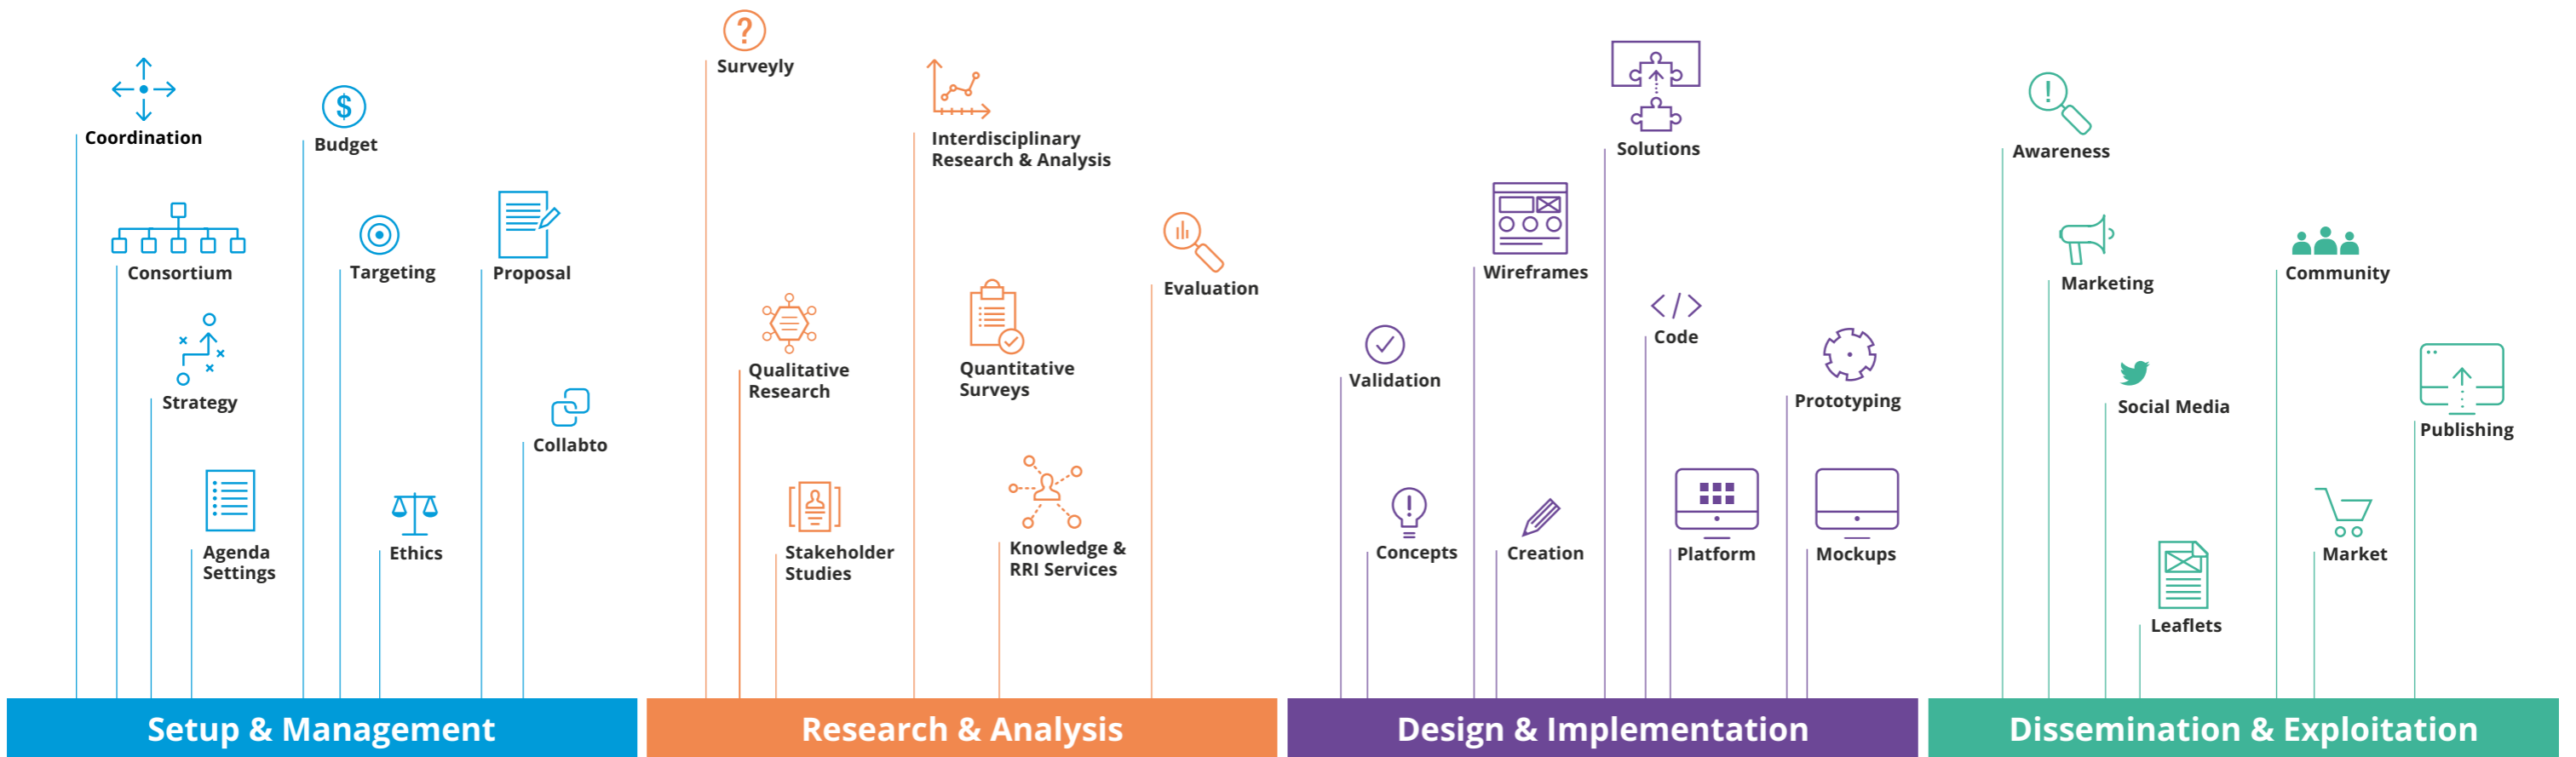 Coordination
Budget
Consortium
Targeting
Proposal
Strategy
Collabto
Agenda
Settings
Ethics
Setup & Management
Surveyly
Interdisciplinary
Research & Analysis
Evaluation
Qualitative
Research
Quantitative
Surveys
Stakeholder
Studies
Knowledge &
RRI Services
Research & Analysis
Solutions
Wireframes
Code
Validation
Prototyping
Concepts
Creation
Platform
Mockups
Design & Implementation
Awareness
Marketing
Community
Social Media
Publishing
Market
Leaflets
Dissemination & Exploitation